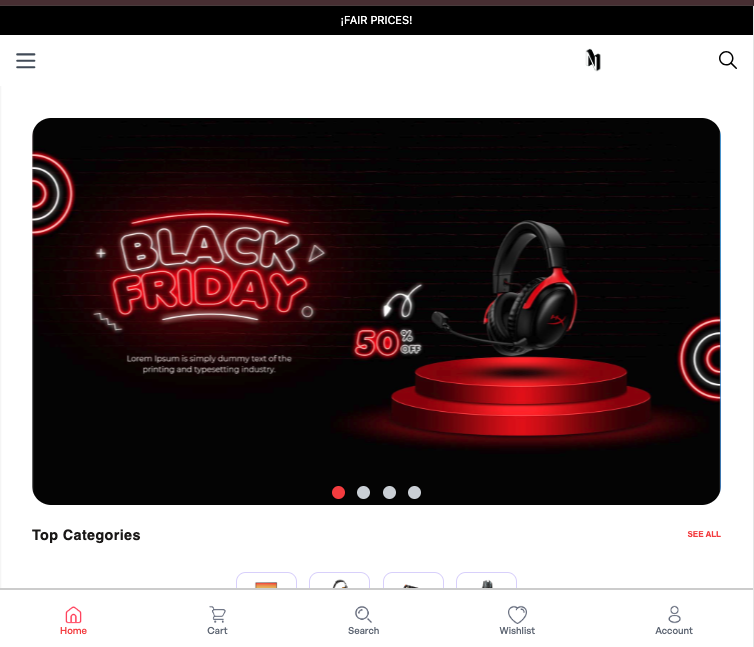 ¡FAIR PRICES!
BLACK
FRIDAY
50% OFF
Lorem Ipsum is simply dummy text of the
printing and typesetting industry.
Top Categories
SEE ALL
Home
Cart
Search
Wishlist
Account